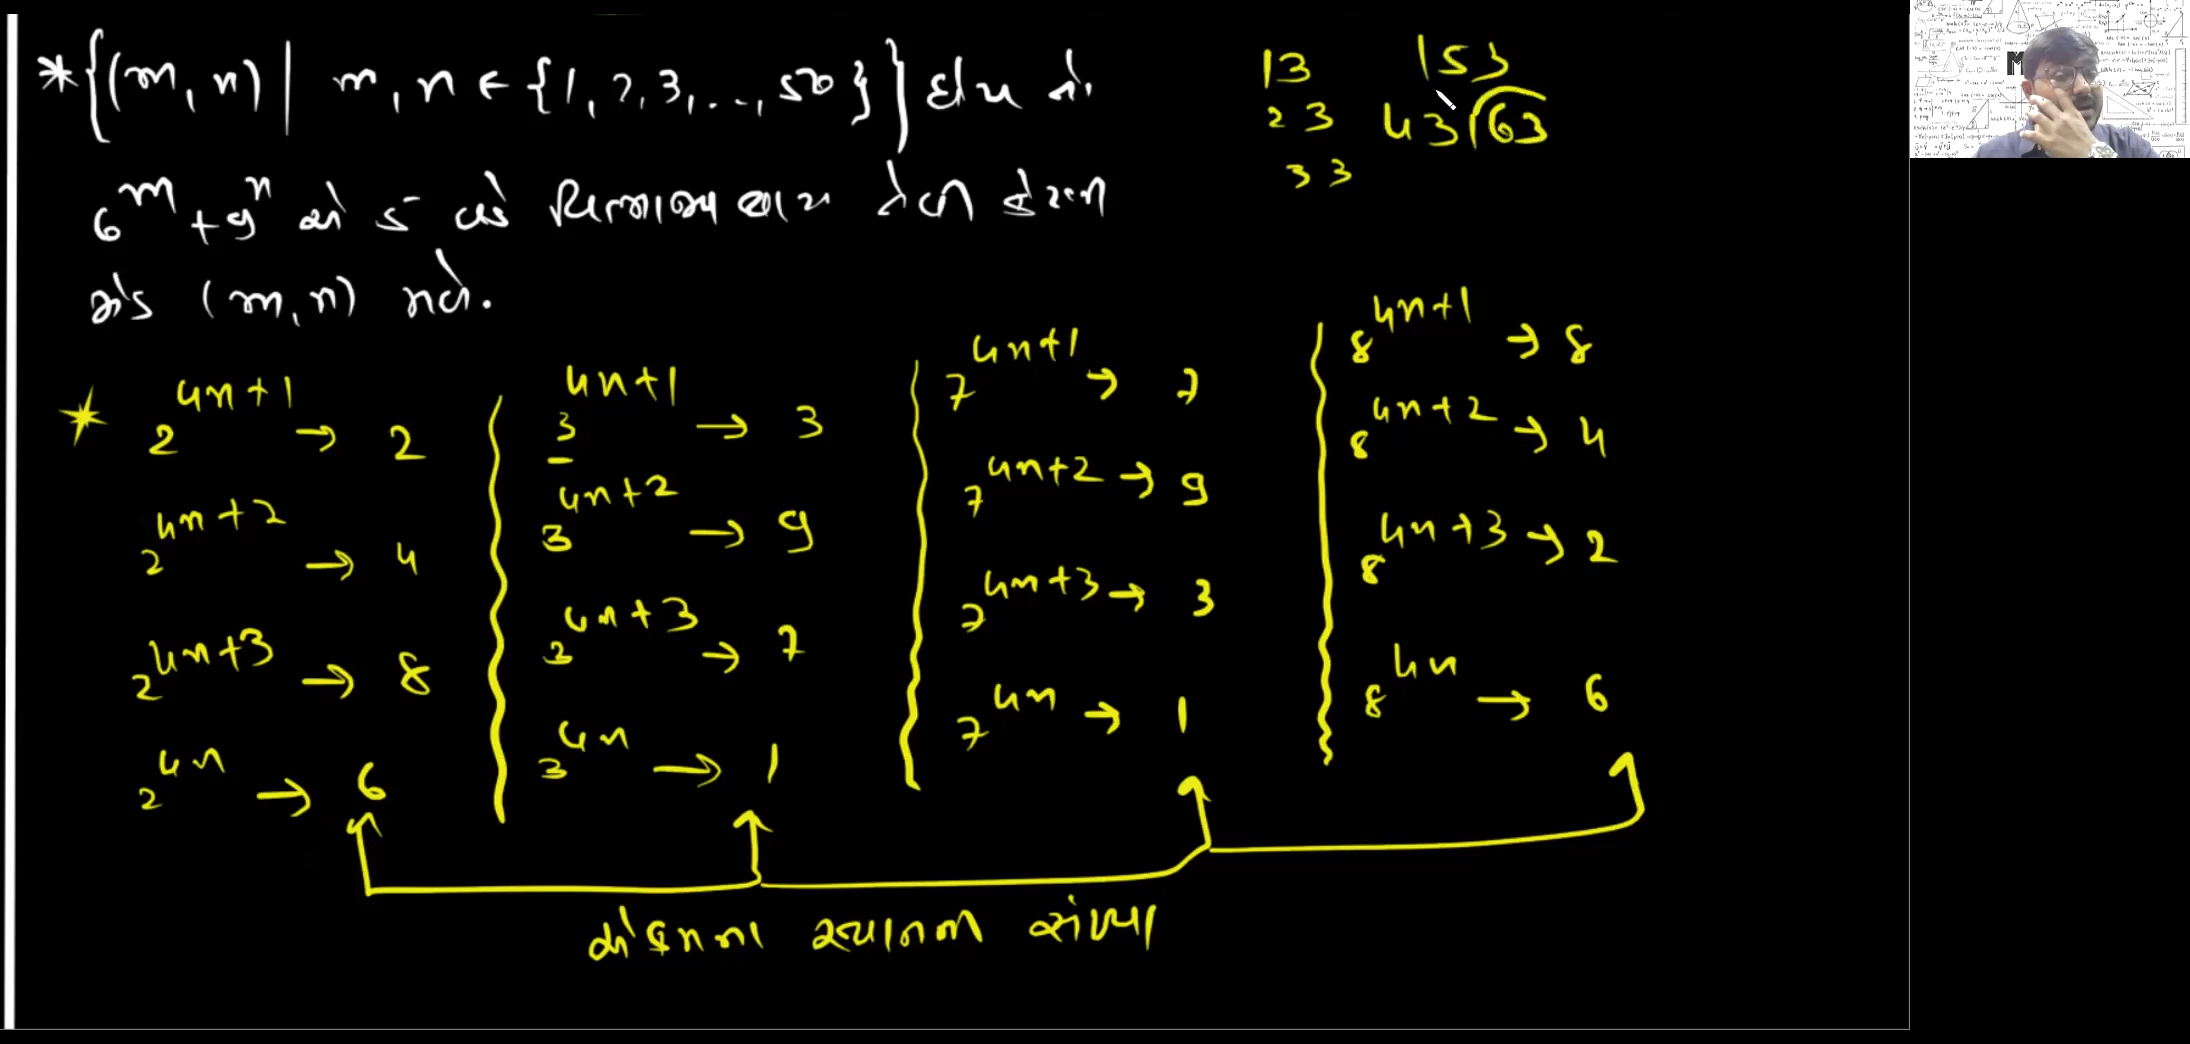 * {(m, n) | m, n ∈ {1, 2, 3, ..., 50}} હોય તો
6^m + 9^n એ 5 વડે વિભાજ્ય થાય તેવી કેટલી
જોડ (m, n) મળે.
13 153
23 43 63
33
* 2^{4n+1} → 2
2^{4n+2} → 4
2^{4n+3} → 8
2^{4n} → 6
3^{4n+1} → 3
3^{4n+2} → 9
3^{4n+3} → 7
3^{4n} → 1
7^{4n+1} → 7
7^{4n+2} → 9
7^{4n+3} → 3
7^{4n} → 1
8^{4n+1} → 8
8^{4n+2} → 4
8^{4n+3} → 2
8^{4n} → 6
એકમના સ્થાનની સંખ્યા